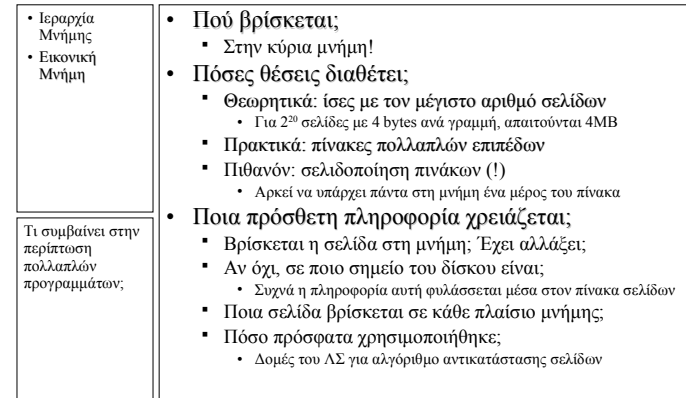 • Ιεραρχία
Μνήμης
• Εικονική
Μνήμη
Τι συμβαίνει στην
περίπτωση
πολλαπλών
προγραμμάτων;
• Πού βρίσκεται;
▪ Στην κύρια μνήμη!
• Πόσες θέσεις διαθέτει;
▪ Θεωρητικά: ίσες με τον μέγιστο αριθμό σελίδων
• Για 2²⁰ σελίδες με 4 bytes ανά γραμμή, απαιτούνται 4MB
▪ Πρακτικά: πίνακες πολλαπλών επιπέδων
▪ Πιθανόν: σελιδοποίηση πινάκων (!)
• Αρκεί να υπάρχει πάντα στη μνήμη ένα μέρος του πίνακα
• Ποια πρόσθετη πληροφορία χρειάζεται;
▪ Βρίσκεται η σελίδα στη μνήμη; Έχει αλλάξει;
▪ Αν όχι, σε ποιο σημείο του δίσκου είναι;
• Συχνά η πληροφορία αυτή φυλάσσεται μέσα στον πίνακα σελίδων
▪ Ποια σελίδα βρίσκεται σε κάθε πλαίσιο μνήμης;
▪ Πόσο πρόσφατα χρησιμοποιήθηκε;
• Δομές του ΛΣ για αλγόριθμο αντικατάστασης σελίδων